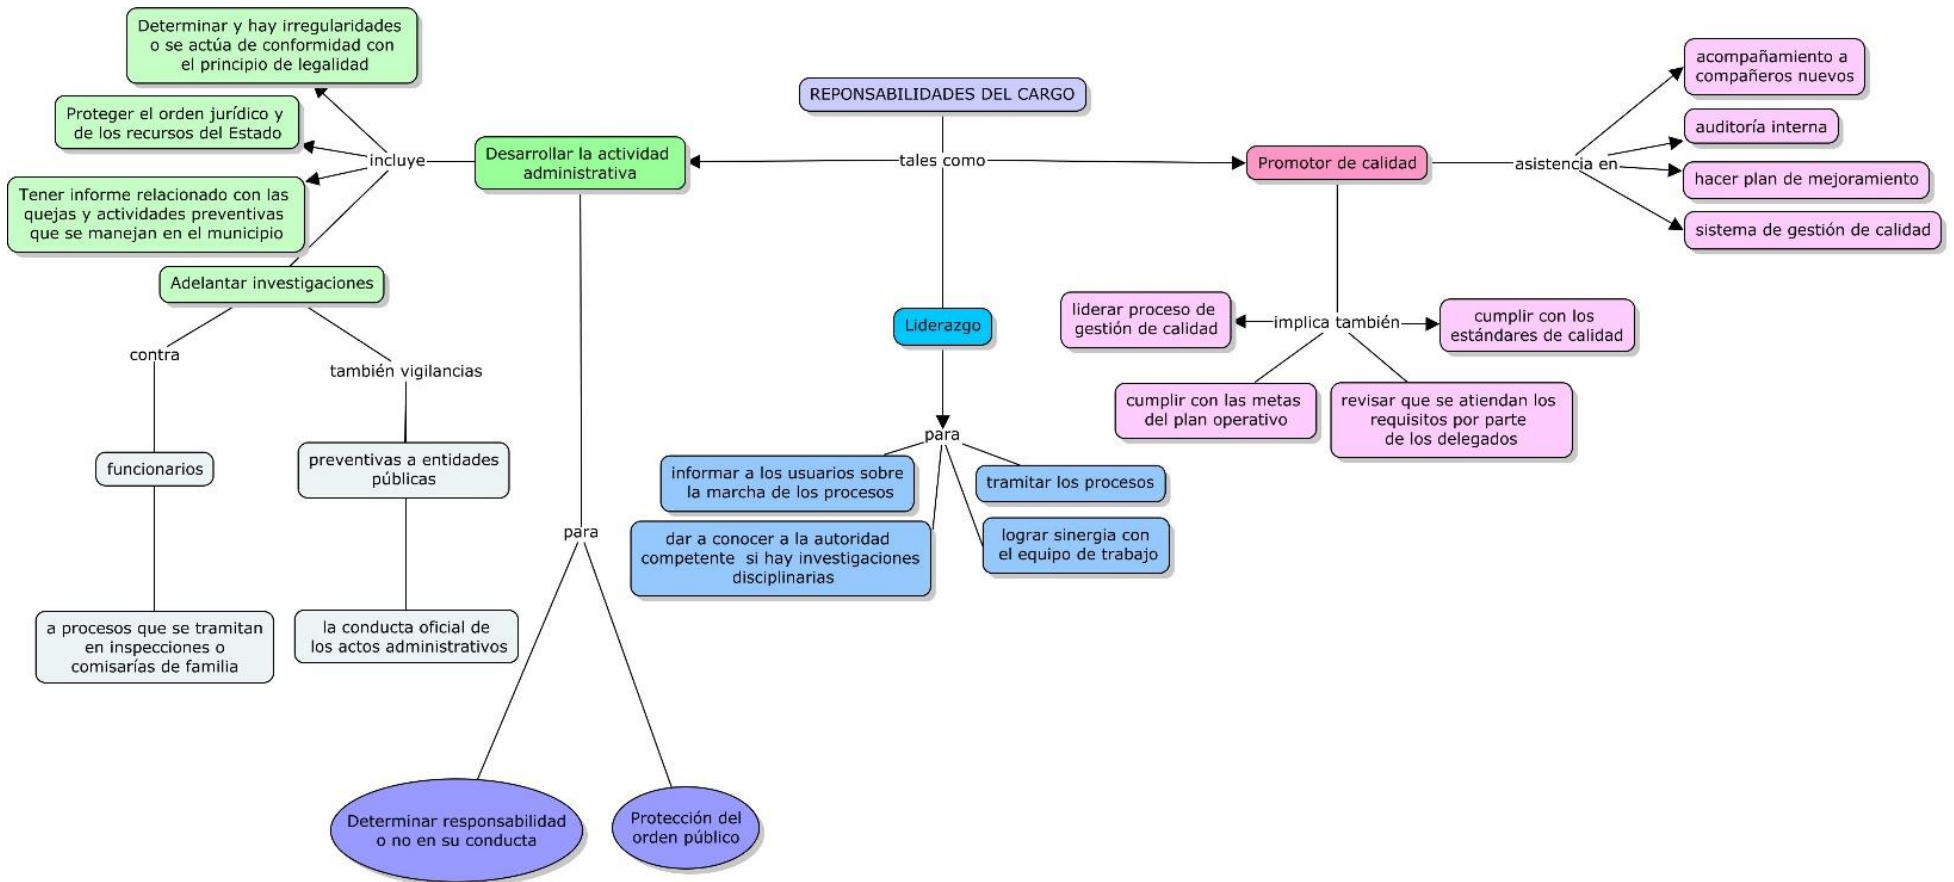 REPONSABILIDADES DEL CARGO
tales como
Desarrollar la actividad
administrativa
incluye
Determinar y hay irregularidades
o se actúa de conformidad con
el principio de legalidad
Proteger el orden jurídico y
de los recursos del Estado
Tener informe relacionado con las
quejas y actividades preventivas
que se manejan en el municipio
Adelantar investigaciones
contra
funcionarios
a procesos que se tramitan
en inspecciones o
comisarías de familia
también vigilancias
preventivas a entidades
públicas
la conducta oficial de
los actos administrativos
para
Determinar responsabilidad
o no en su conducta
Protección del
orden público
Liderazgo
para
informar a los usuarios sobre
la marcha de los procesos
dar a conocer a la autoridad
competente si hay investigaciones
disciplinarias
tramitar los procesos
lograr sinergia con
el equipo de trabajo
Promotor de calidad
asistencia en
acompañamiento a
compañeros nuevos
auditoría interna
hacer plan de mejoramiento
sistema de gestión de calidad
implica también
liderar proceso de
gestión de calidad
cumplir con los
estándares de calidad
cumplir con las metas
del plan operativo
revisar que se atiendan los
requisitos por parte
de los delegados